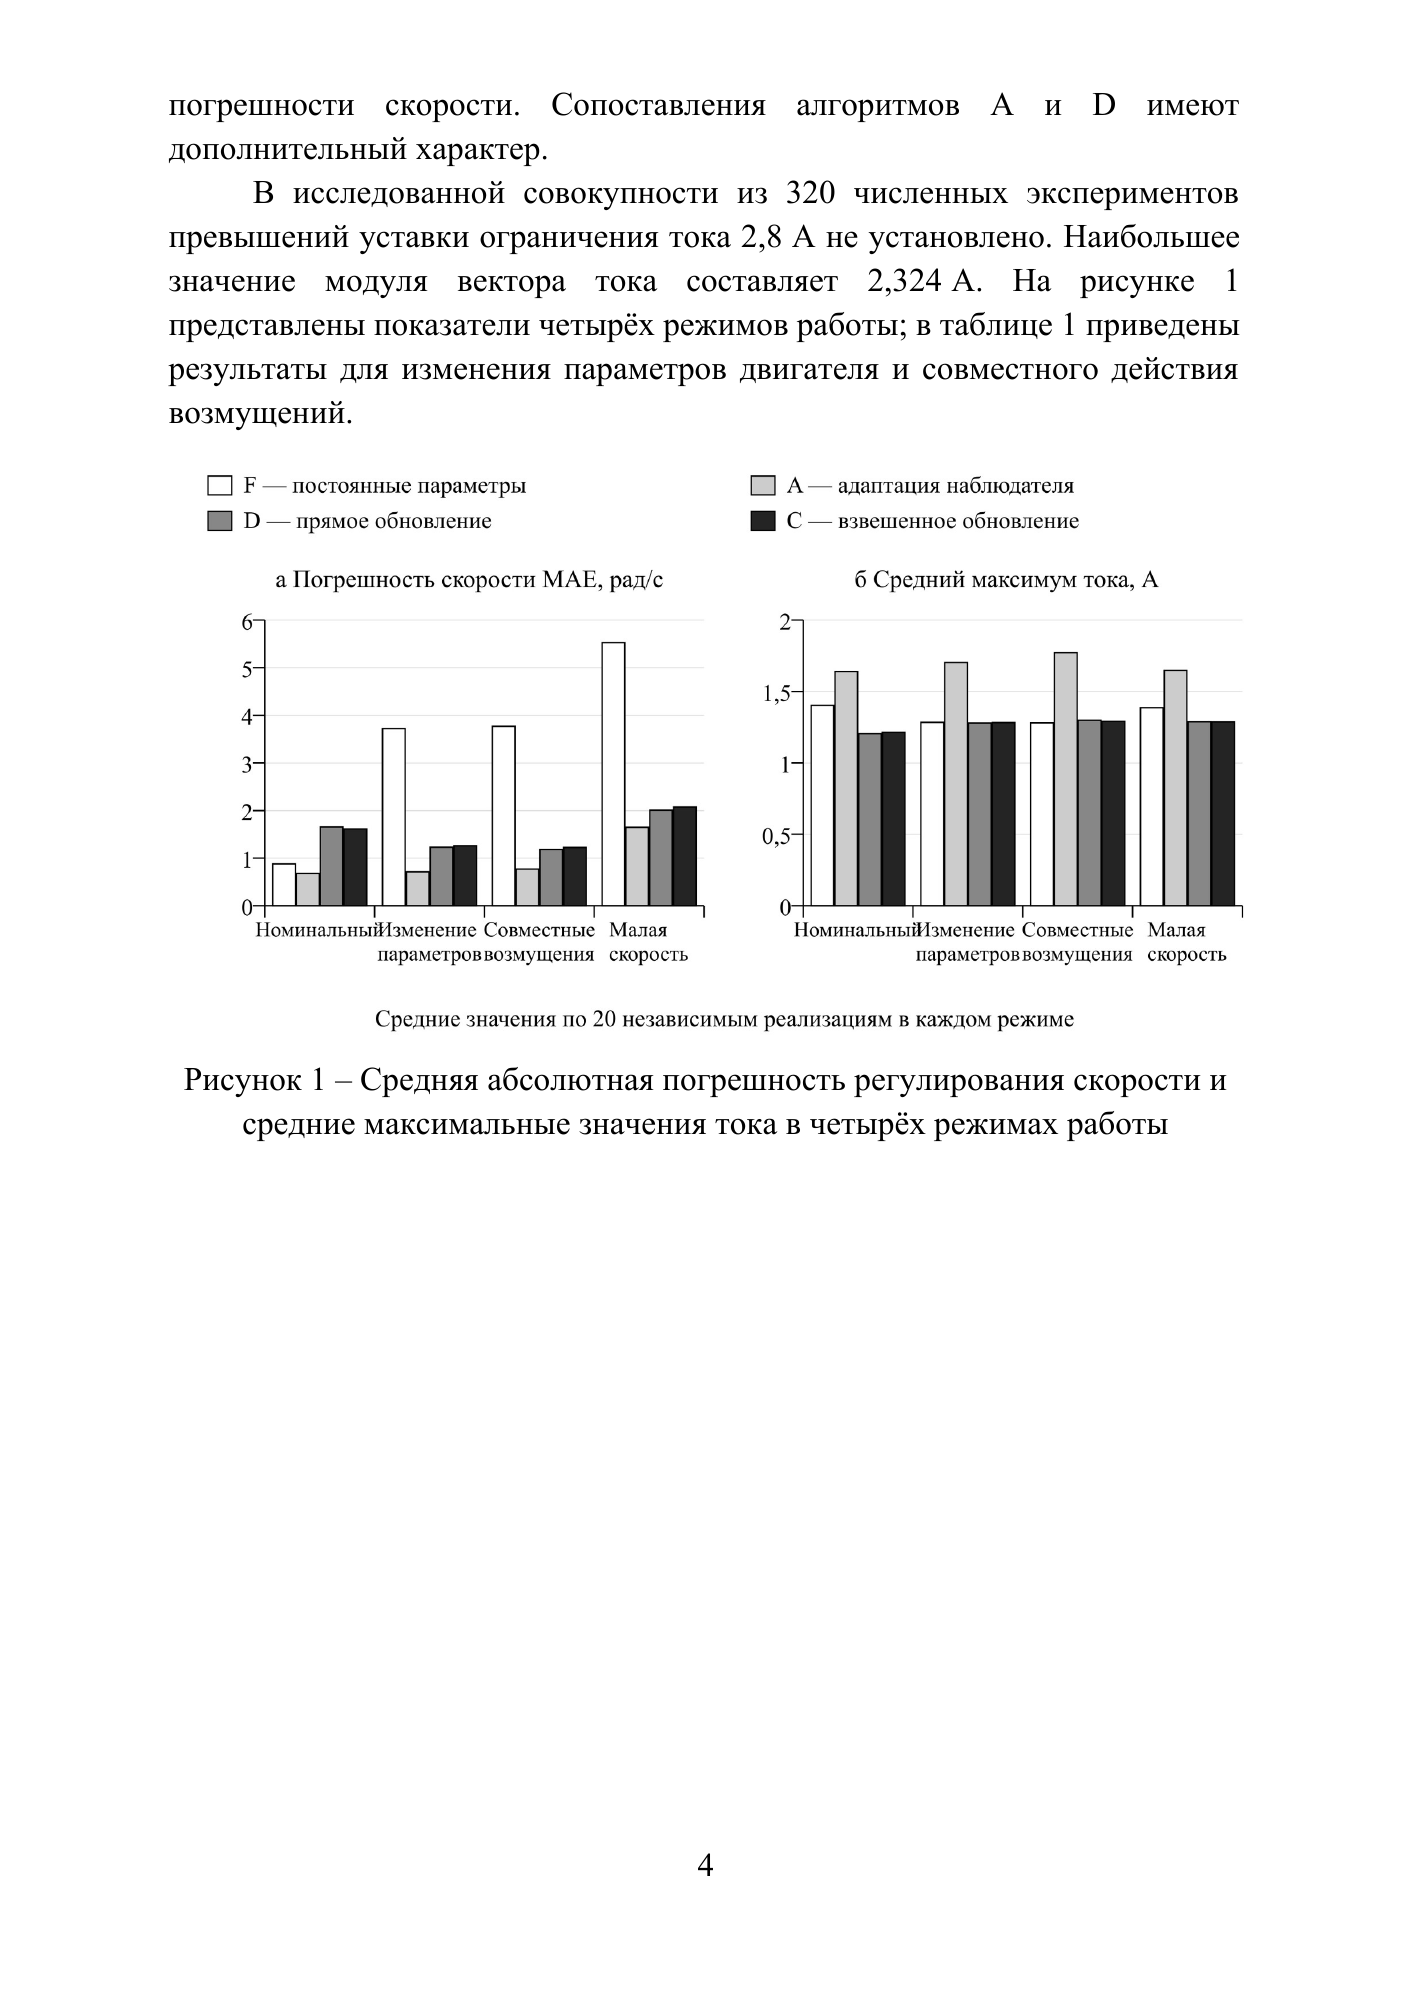 погрешности скорости. Сопоставления алгоритмов A и D имеют
дополнительный характер.
В исследованной совокупности из 320 численных экспериментов
превышений уставки ограничения тока 2,8 А не установлено. Наибольшее
значение модуля вектора тока составляет 2,324 А. На рисунке 1
представлены показатели четырёх режимов работы; в таблице 1 приведены
результаты для изменения параметров двигателя и совместного действия
возмущений.
F — постоянные параметры
A — адаптация наблюдателя
D — прямое обновление
C — взвешенное обновление
а Погрешность скорости MAE, рад/с
6
5
4
3
2
1
0
Номинальный Изменение Совместные Малая
параметров возмущения скорость
б Средний максимум тока, А
2
1,5
1
0,5
0
Номинальный Изменение Совместные Малая
параметров возмущения скорость
Средние значения по 20 независимым реализациям в каждом режиме
Рисунок 1 – Средняя абсолютная погрешность регулирования скорости и
средние максимальные значения тока в четырёх режимах работы
4